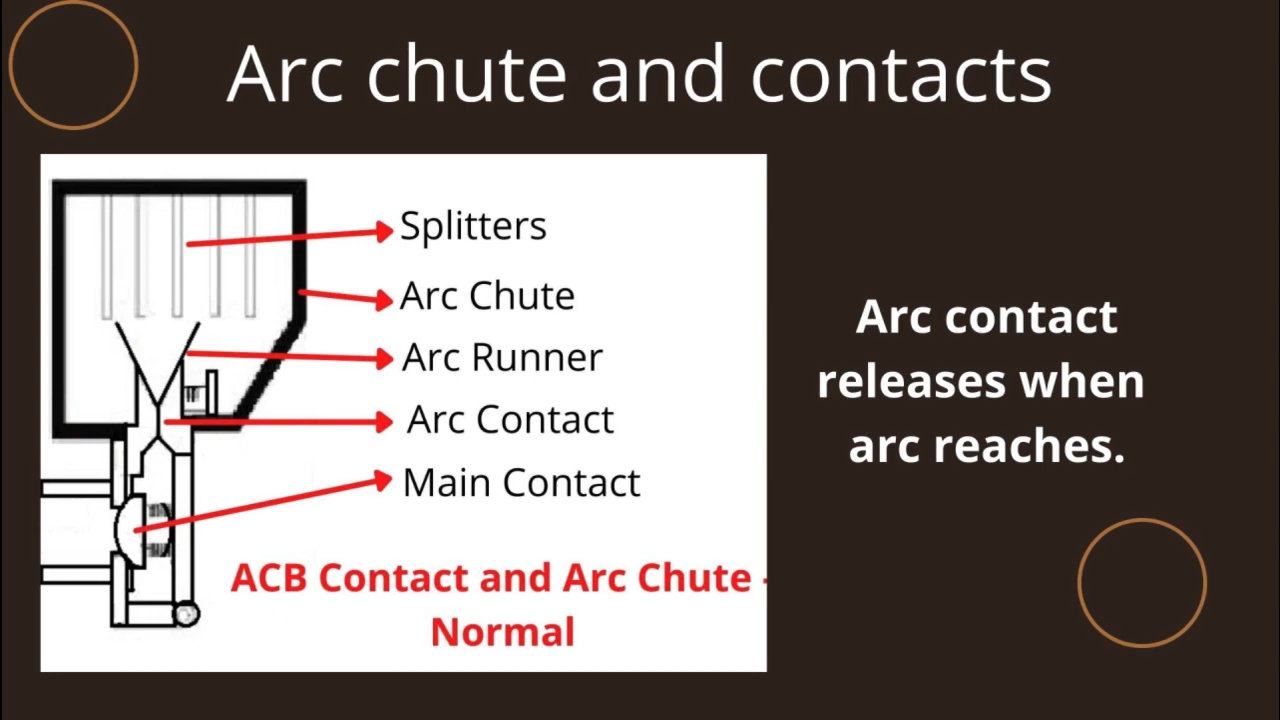 Arc chute and contacts
Splitters
Arc Chute
Arc Runner
Arc Contact
Main Contact
ACB Contact and Arc Chute -
Normal
Arc contact
releases when
arc reaches.